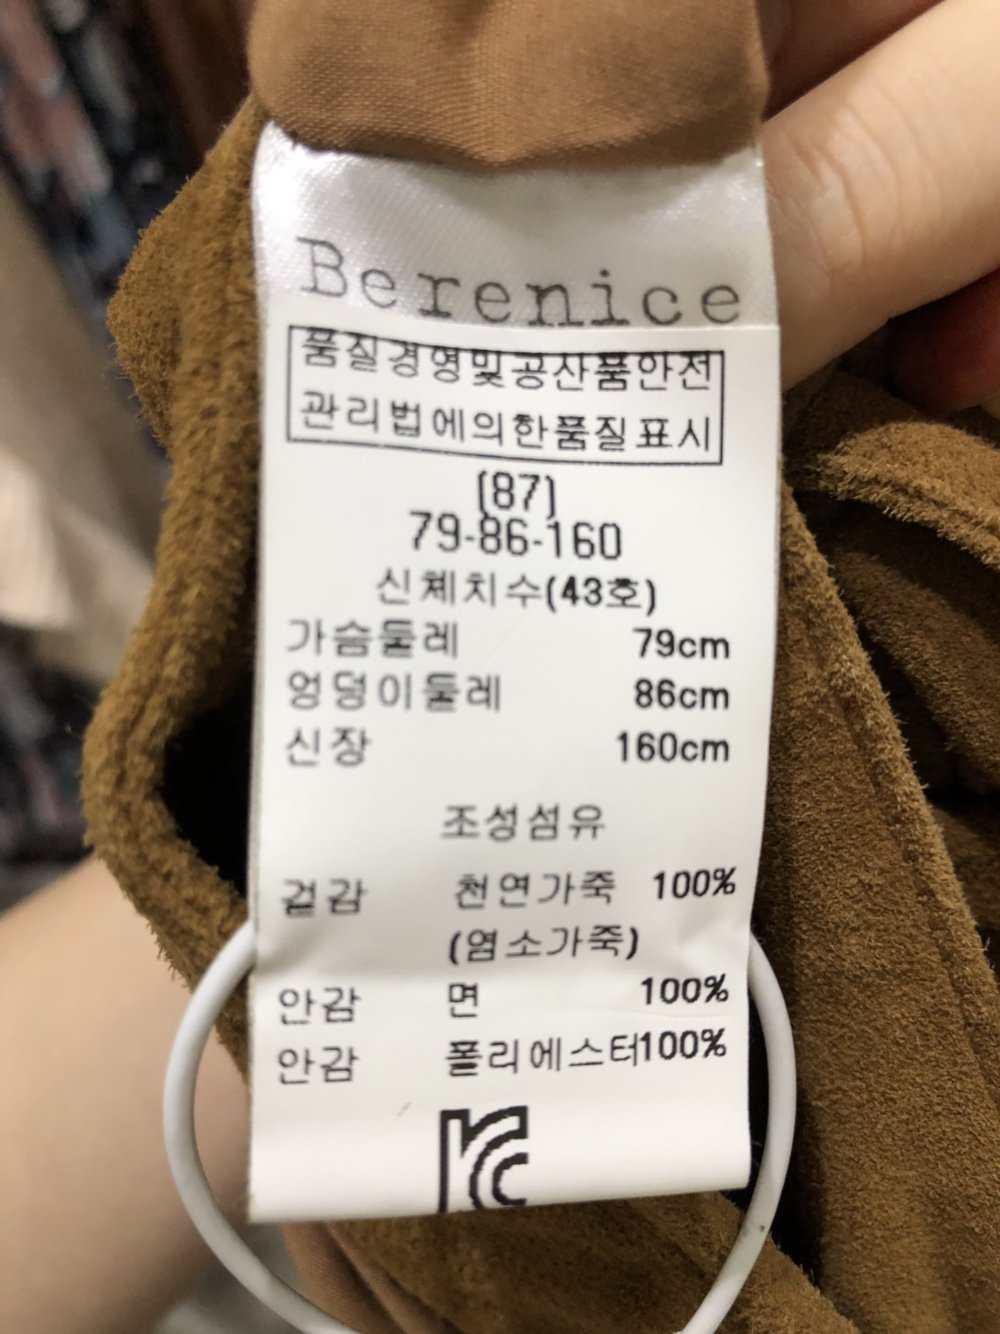 Berenice
품질경영및공산품안전
관리법에의한품질표시
(87)
79-86-160
신체치수(43호)
가슴둘레 79cm
엉덩이둘레 86cm
신장 160cm
조성섬유
겉감 천연가죽 100%
(염소가죽)
안감 면 100%
안감 폴리에스터100%